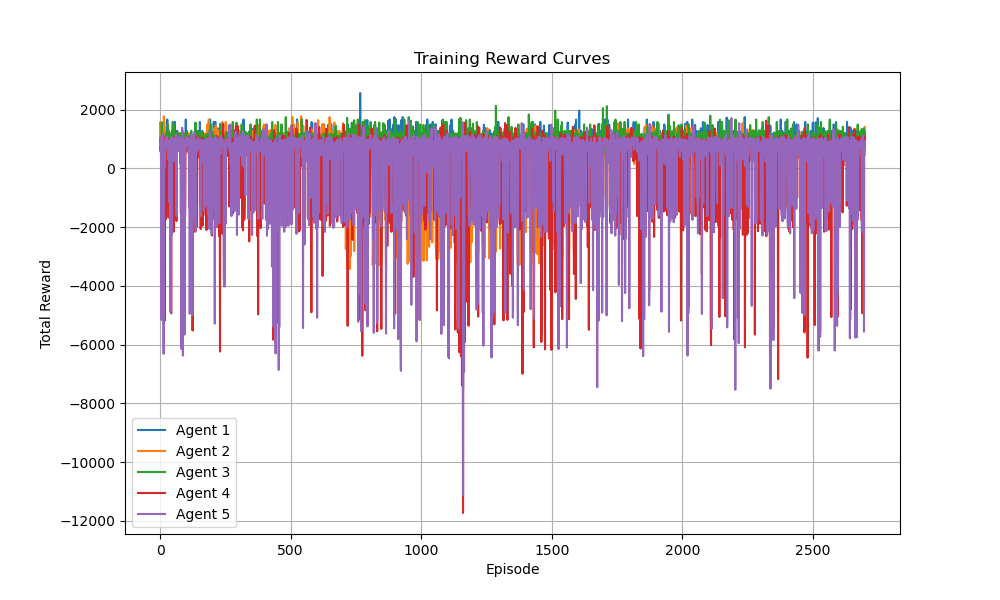 Training Reward Curves
2000
0
−2000
−4000
−6000
−8000
−10000
−12000
Total Reward
Agent 1
Agent 2
Agent 3
Agent 4
Agent 5
0 500 1000 1500 2000 2500
Episode